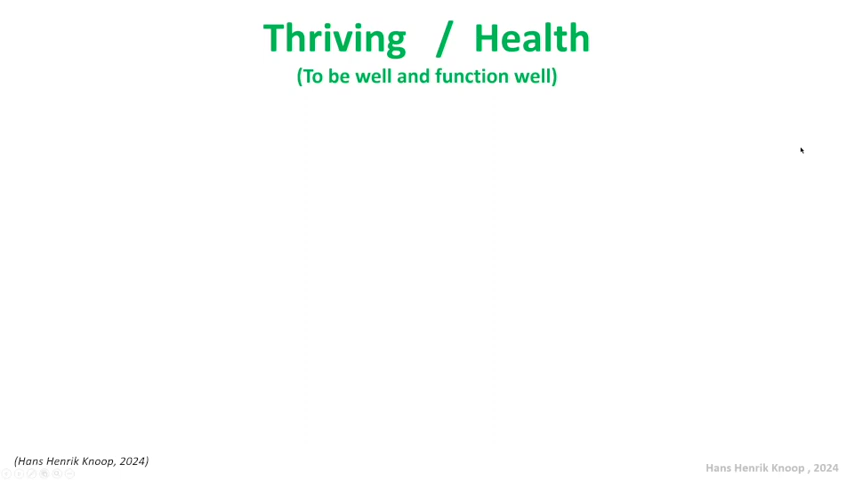 Thriving / Health
(To be well and function well)
(Hans Henrik Knoop, 2024)
Hans Henrik Knoop , 2024